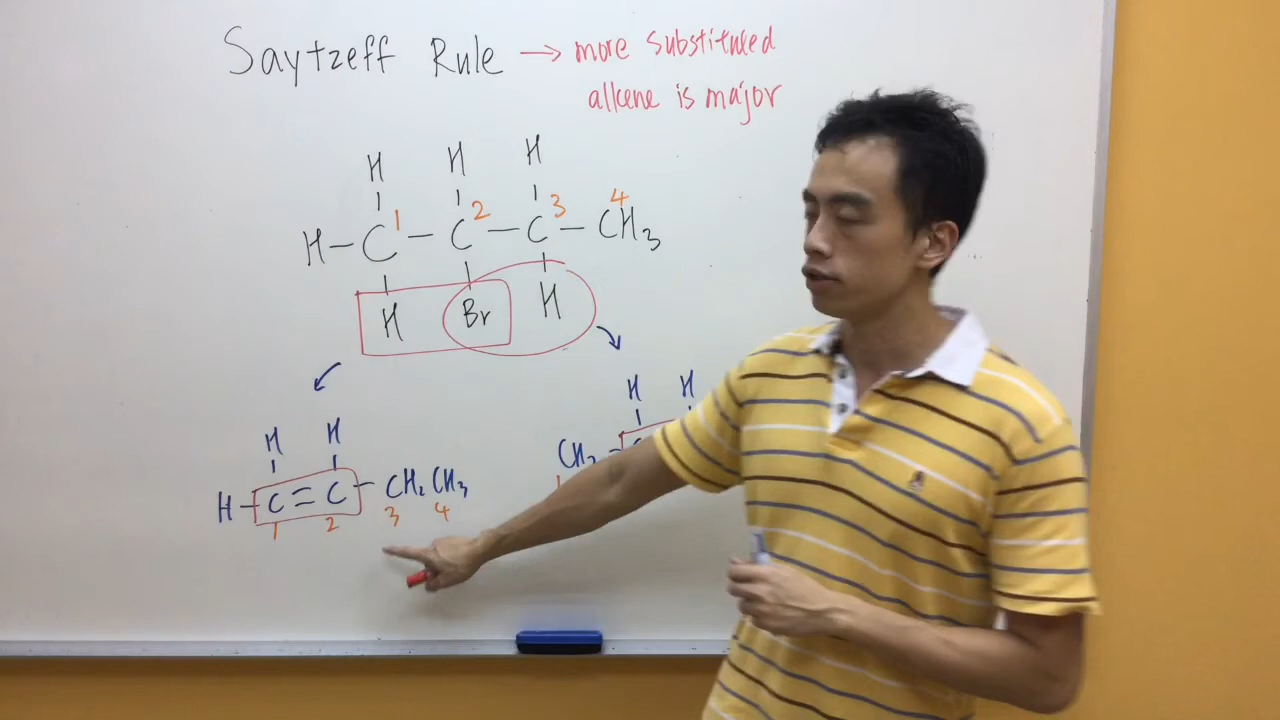 Saytzeff Rule → more substituted
alkene is major
H H H
H – C – C – C – CH3
1 2 3 4
H Br H
H H
H – C = C – CH2 CH3
1 2 3 4
H H
CH3